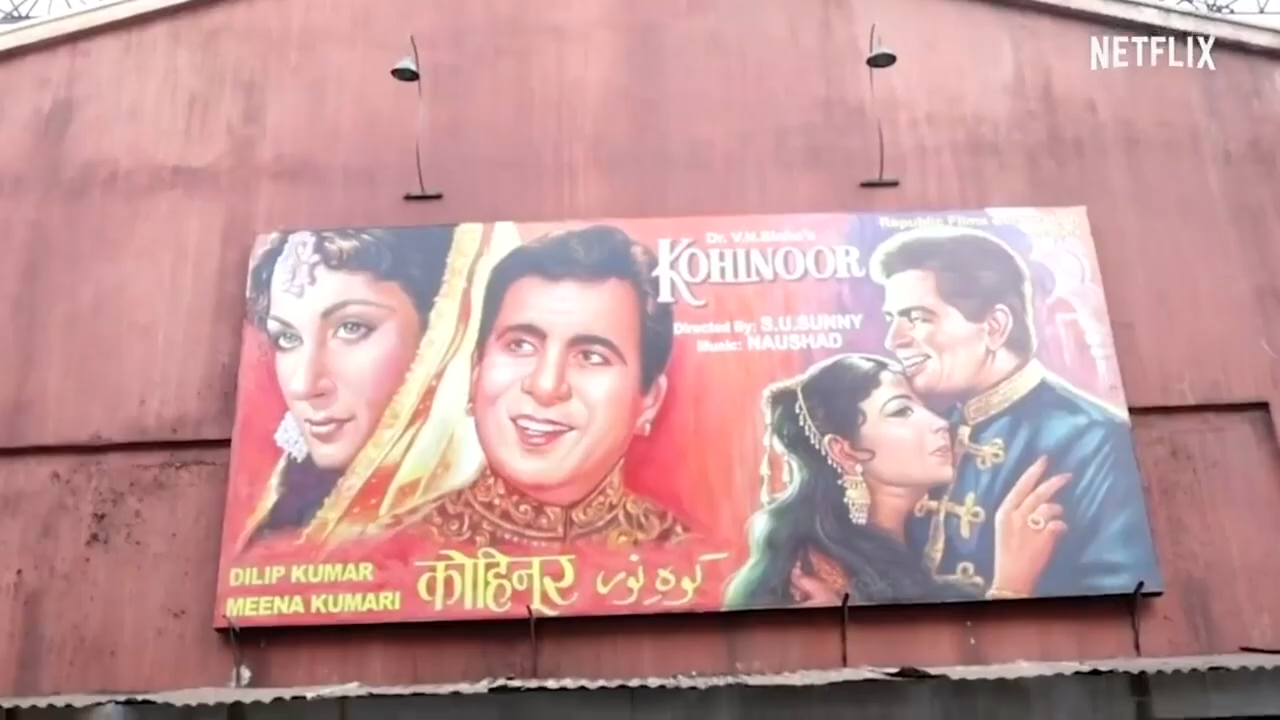 NETFLIX
Republic Films
Dr. V.N.Sinha's
KOHINOOR
Directed By: S.U.SUNNY
Music: NAUSHAD
DILIP KUMAR
MEENA KUMARI
कोहिनूर کوہِ نور